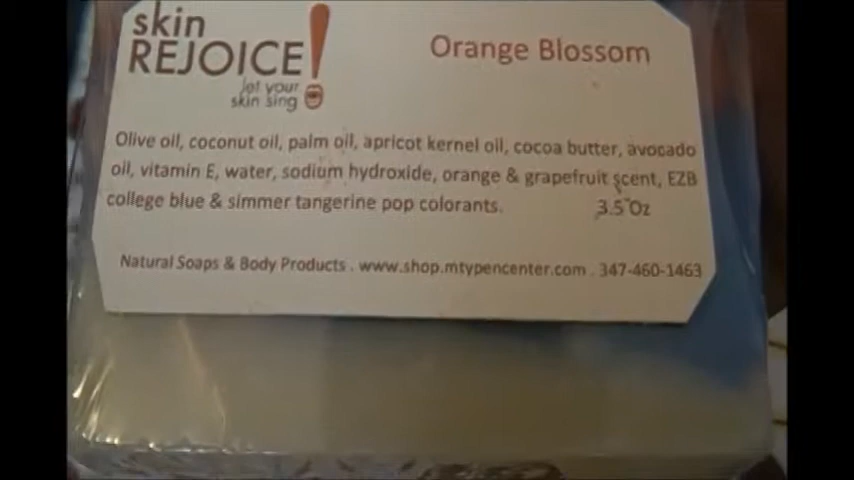 skin
REJOICE!
let your
skin sing
Orange Blossom
Olive oil, coconut oil, palm oil, apricot kernel oil, cocoa butter, avocado
oil, vitamin E, water, sodium hydroxide, orange & grapefruit scent, EZB
college blue & simmer tangerine pop colorants. 3.5 Oz
Natural Soaps & Body Products . www.shop.mtypencenter.com . 347-460-1463